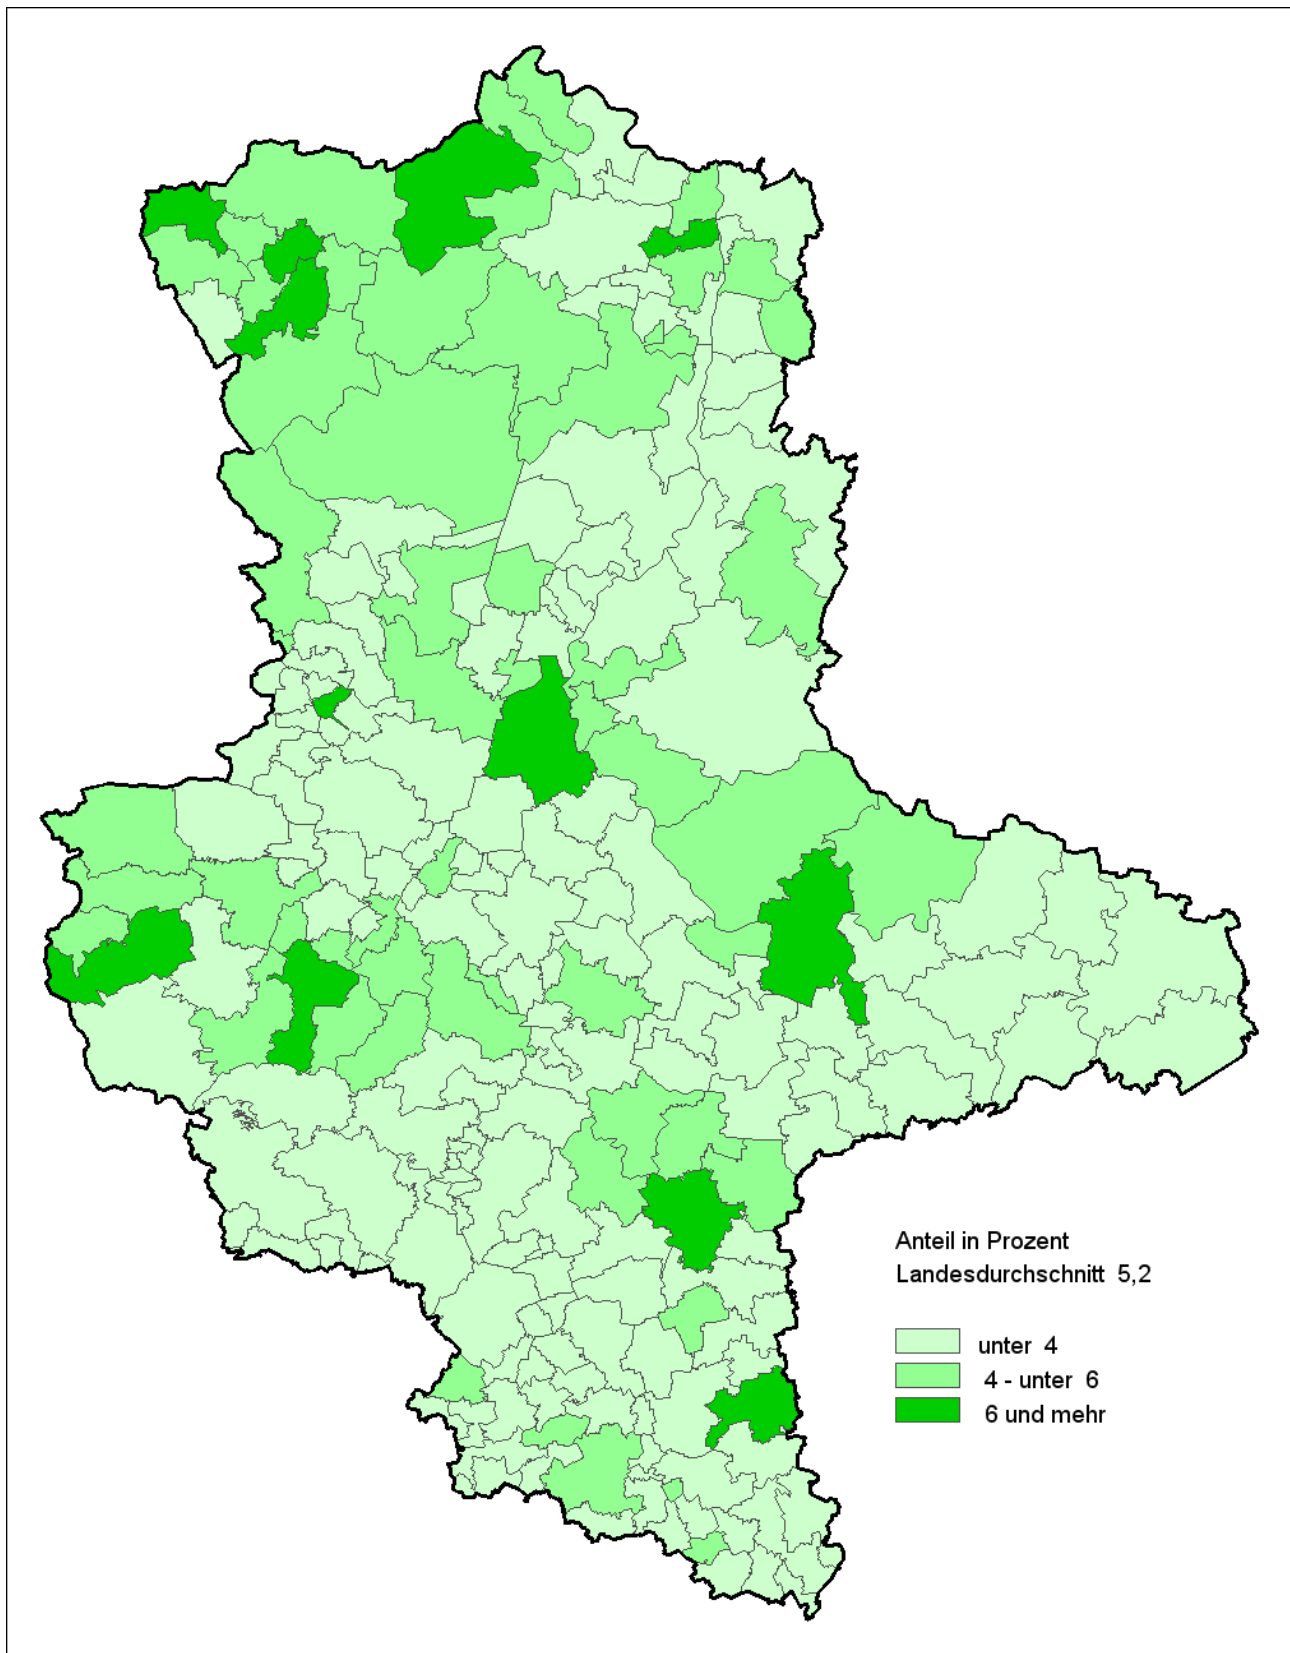 Anteil in Prozent
Landesdurchschnitt 5,2
unter 4
4 - unter 6
6 und mehr